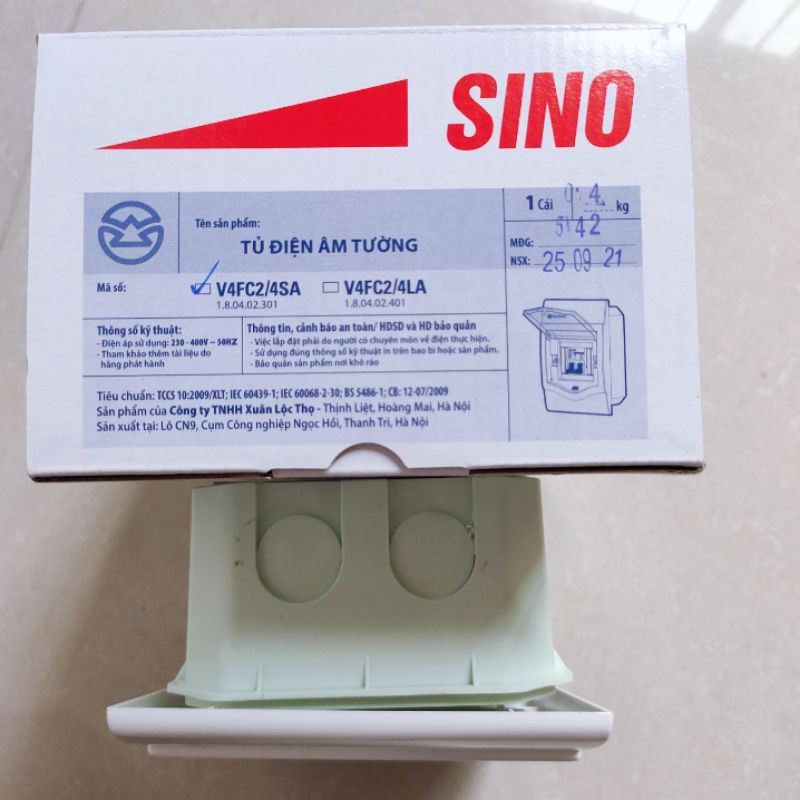 SINO
Tên sản phẩm:
TỦ ĐIỆN ÂM TƯỜNG
1 Cái
kg
MĐG: 5142
NSX: 25 09 21
Mã số:
V4FC2/4SA
1.8.04.02.301
V4FC2/4LA
1.8.04.02.401
Thông số kỹ thuật:
- Điện áp sử dụng: 230 - 400V ~ 50HZ
- Tham khảo thêm tài liệu do
hãng phát hành
Thông tin, cảnh báo an toàn/ HDSD và HD bảo quản
- Việc lắp đặt phải do người có chuyên môn về điện thực hiện.
- Sử dụng đúng thông số kỹ thuật in trên bao bì hoặc sản phẩm.
- Bảo quản sản phẩm nơi khô ráo
Tiêu chuẩn: TCCS 10:2009/XLT; IEC 60439-1; IEC 60068-2-30; BS 5486-1; CB: 12-07/2009
Sản phẩm của Công ty TNHH Xuân Lộc Thọ - Thịnh Liệt, Hoàng Mai, Hà Nội
Sản xuất tại: Lô CN9, Cụm Công nghiệp Ngọc Hồi, Thanh Trì, Hà Nội